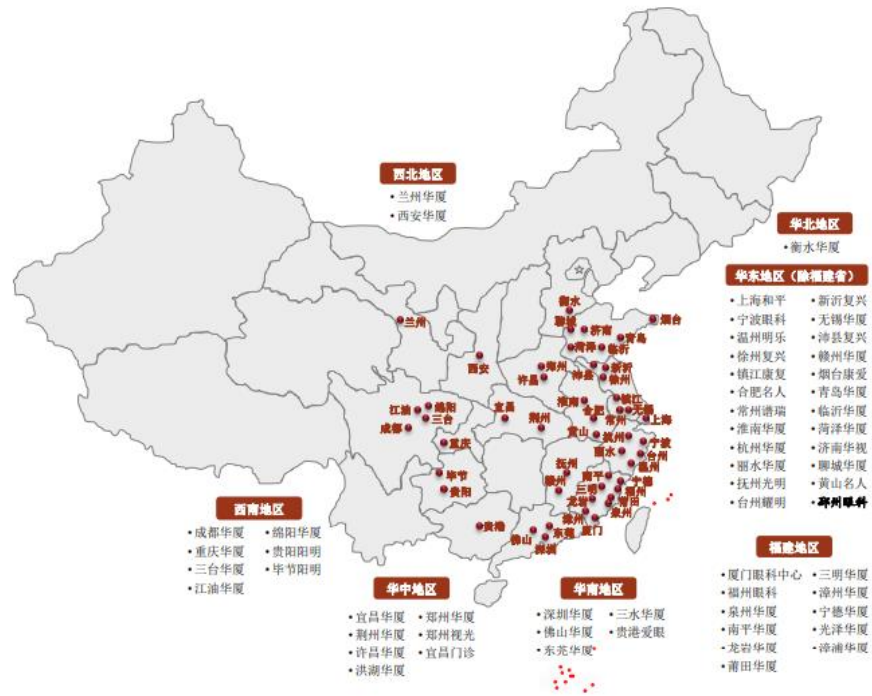 西北地区
• 兰州华厦
• 西安华厦
华北地区
• 衡水华厦
华东地区（除福建省）
• 上海和平 • 新沂复兴
• 宁波眼科 • 无锡华厦
• 温州明乐 • 沛县复兴
• 徐州复兴 • 赣州华厦
• 镇江康复 • 烟台康爱
• 合肥名人 • 青岛华厦
• 常州谱瑞 • 临沂华厦
• 淮南华厦 • 菏泽华厦
• 杭州华厦 • 济南华视
• 丽水华厦 • 聊城华厦
• 抚州光明 • 黄山名人
• 台州耀明 • 邳州眼科
衡水
聊城 济南 烟台
青岛
菏泽 临沂
兰州
西安
郑州 沛县 新沂
许昌 徐州
淮南 镇江
江油 绵阳 宜昌 荆州 合肥 常州 无锡
三台 上海
成都 黄山 杭州
重庆 宁波
丽水 台州
温州
毕节 抚州 南平
贵阳 赣州 三明 宁德
福州
龙岩 莆田
泉州
贵港 漳州 厦门
佛山 东莞
深圳
西南地区
• 成都华厦 • 绵阳华厦
• 重庆华厦 • 贵阳阳明
• 三台华厦 • 毕节阳明
• 江油华厦
华中地区
• 宜昌华厦 • 郑州华厦
• 荆州华厦 • 郑州视光
• 许昌华厦 • 宜昌门诊
• 洪湖华厦
华南地区
• 深圳华厦 • 三水华厦
• 佛山华厦 • 贵港爱眼
• 东莞华厦
福建地区
• 厦门眼科中心 • 三明华厦
• 福州眼科 • 漳州华厦
• 泉州华厦 • 宁德华厦
• 南平华厦 • 光泽华厦
• 龙岩华厦 • 漳浦华厦
• 莆田华厦